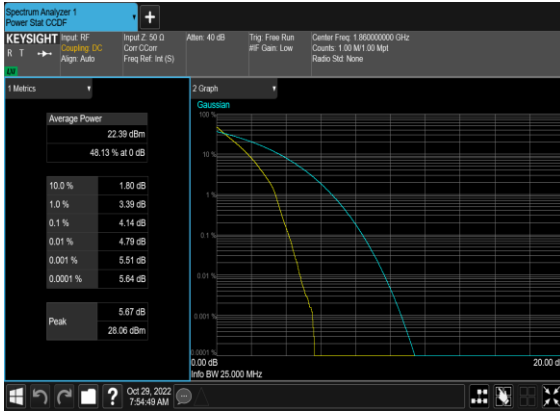 Spectrum Analyzer 1
Power Stat CCDF
KEYSIGHT
R T
Input: RF
Coupling: DC
Align: Auto
Input Z: 50 Ω
Corr CCorr
Freq Ref: Int (S)
Atten: 40 dB
Trig: Free Run
#IF Gain: Low
Center Freq: 1.860000000 GHz
Counts: 1.00 M/1.00 Mpt
Radio Std: None
1 Metrics
Average Power
22.39 dBm
48.13 % at 0 dB
10.0 % 1.80 dB
1.0 % 3.39 dB
0.1 % 4.14 dB
0.01 % 4.79 dB
0.001 % 5.51 dB
0.0001 % 5.64 dB
Peak
5.67 dB
28.06 dBm
2 Graph
Gaussian
100 %
10 %
1 %
0.1 %
0.01 %
0.001 %
0.0001 %
0.00 dB
20.00 d
Info BW 25.000 MHz
?
Oct 29, 2022
7:54:49 AM